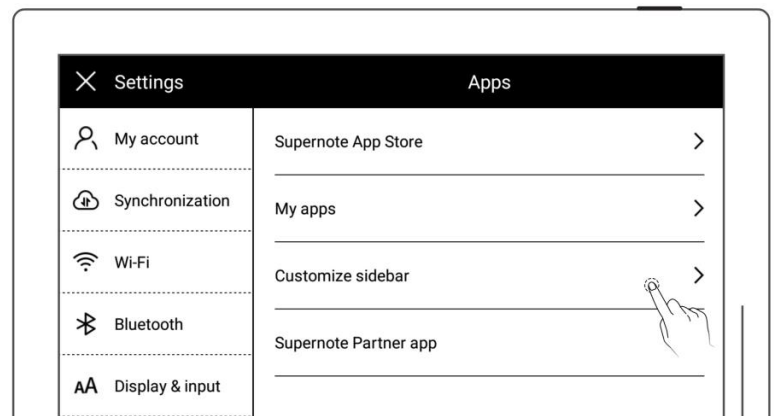 Settings
Apps
My account
Synchronization
Wi-Fi
Bluetooth
AA Display & input
Supernote App Store
My apps
Customize sidebar
Supernote Partner app